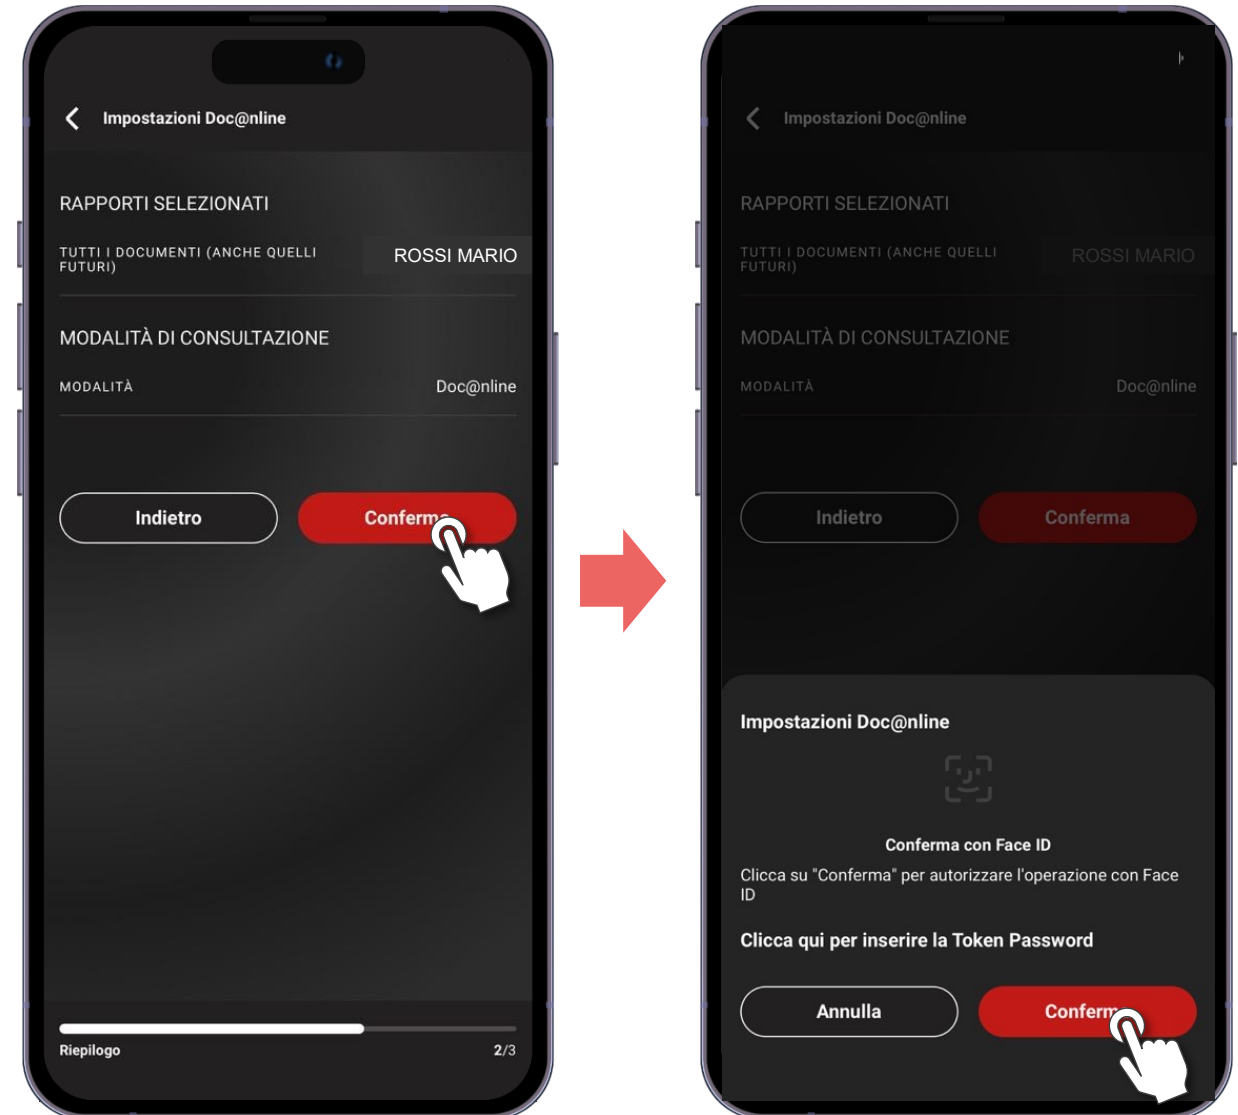 Impostazioni Doc@nline
RAPPORTI SELEZIONATI
TUTTI I DOCUMENTI (ANCHE QUELLI
FUTURI)
ROSSI MARIO
MODALITÀ DI CONSULTAZIONE
MODALITÀ
Doc@nline
Indietro
Conferma
Riepilogo
2/3
Impostazioni Doc@nline
RAPPORTI SELEZIONATI
TUTTI I DOCUMENTI (ANCHE QUELLI
FUTURI)
ROSSI MARIO
MODALITÀ DI CONSULTAZIONE
MODALITÀ
Doc@nline
Indietro
Conferma
Impostazioni Doc@nline
Conferma con Face ID
Clicca su "Conferma" per autorizzare l'operazione con Face
ID
Clicca qui per inserire la Token Password
Annulla
Conferma